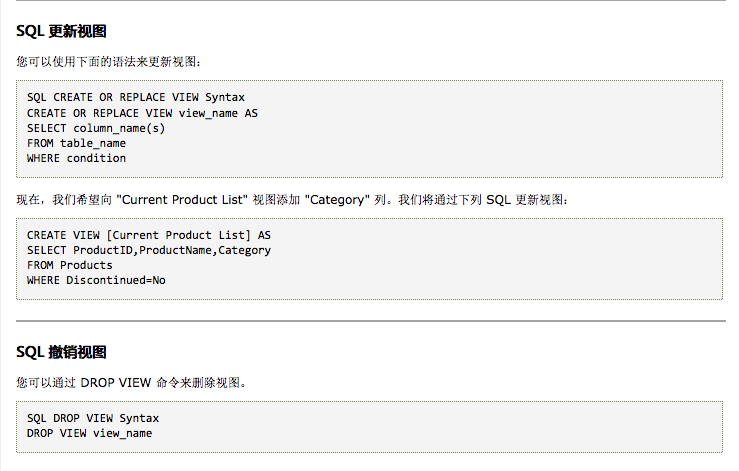 SQL 更新视图
您可以使用下面的语法来更新视图：
SQL CREATE OR REPLACE VIEW Syntax
CREATE OR REPLACE VIEW view_name AS
SELECT column_name(s)
FROM table_name
WHERE condition
现在，我们希望向 "Current Product List" 视图添加 "Category" 列。我们将通过下列 SQL 更新视图：
CREATE VIEW [Current Product List] AS
SELECT ProductID,ProductName,Category
FROM Products
WHERE Discontinued=No
SQL 撤销视图
您可以通过 DROP VIEW 命令来删除视图。
SQL DROP VIEW Syntax
DROP VIEW view_name